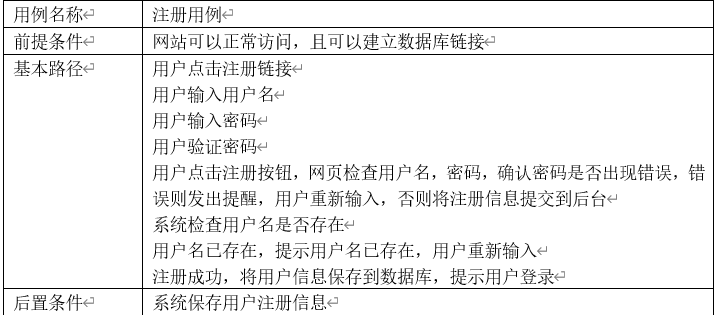 用例名称
注册用例
前提条件
网站可以正常访问，且可以建立数据库链接
基本路径
用户点击注册链接
用户输入用户名
用户输入密码
用户验证密码
用户点击注册按钮，网页检查用户名，密码，确认密码是否出现错误，错
误则发出提醒，用户重新输入，否则将注册信息提交到后台
系统检查用户名是否存在
用户名已存在，提示用户名已存在，用户重新输入
注册成功，将用户信息保存到数据库，提示用户登录
后置条件
系统保存用户注册信息